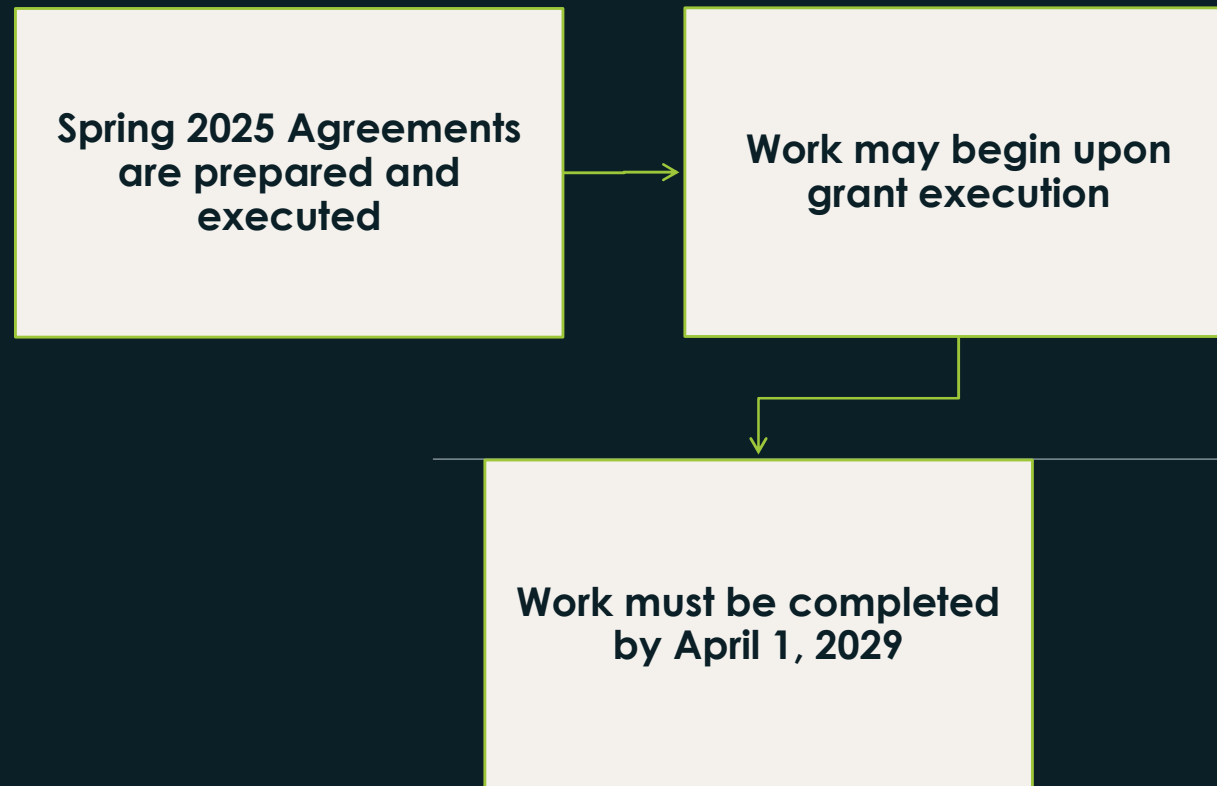 Spring 2025 Agreements
are prepared and
executed
Work may begin upon
grant execution
Work must be completed
by April 1, 2029